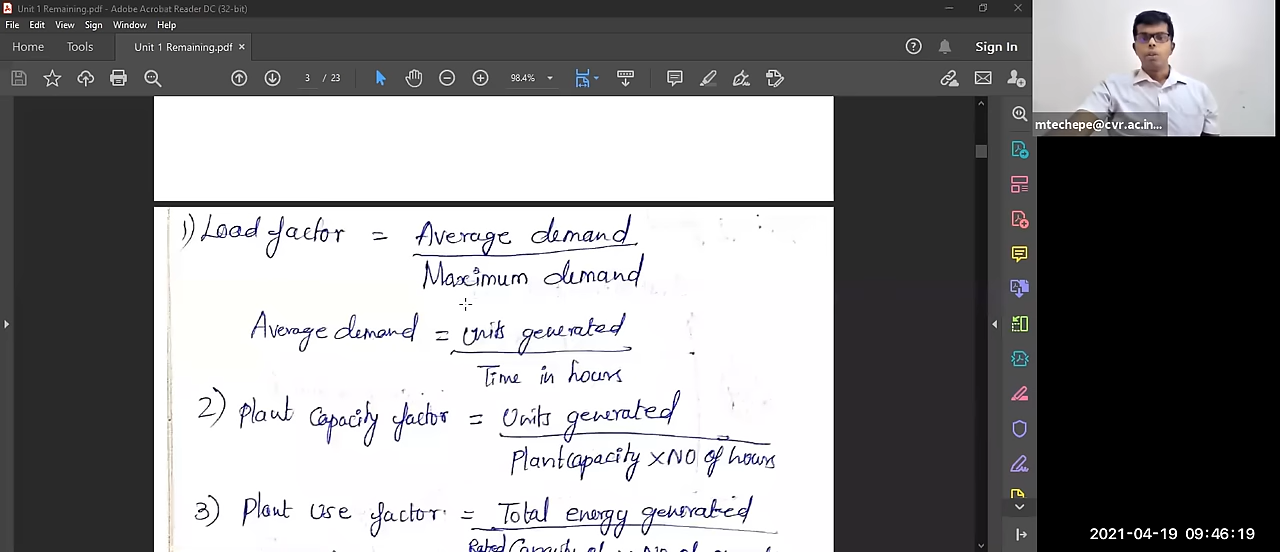 Unit 1 Remaining.pdf - Adobe Acrobat Reader DC (32-bit)
File Edit View Sign Window Help
Home Tools Unit 1 Remaining.pdf × Sign In
3 / 23 98.4%
mtechepe@cvr.ac.in...
1) Load factor = Average demand
Maximum demand
Average demand = Units generated
Time in hours
2) Plant Capacity factor = Units generated
Plant capacity × NO of hours
3) Plant Use factor = Total energy generated
Rated Capacity of
2021-04-19 09:46:19